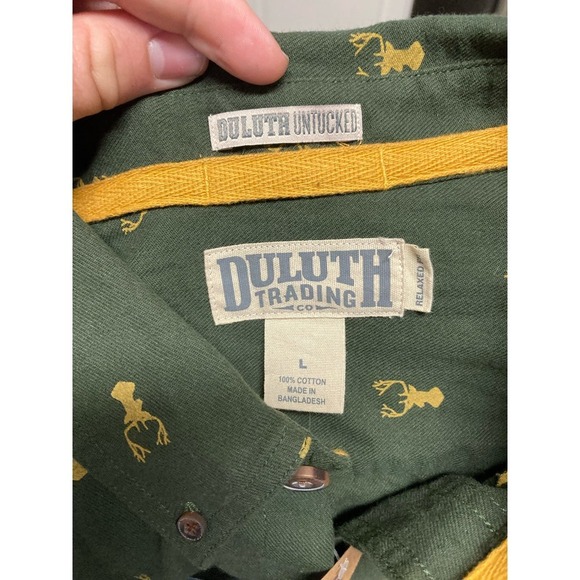 DULUTH UNTUCKED
DULUTH
TRADING
CO
RELAXED
L
100% COTTON
MADE IN
BANGLADESH